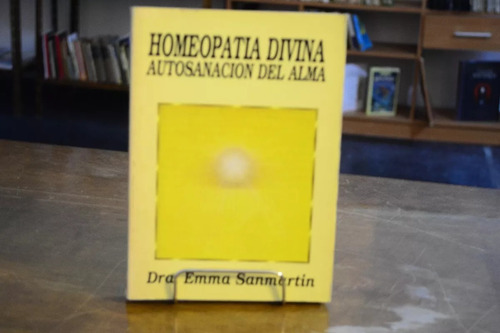 HOMEOPATIA DIVINA
AUTOSANACION DEL ALMA
Dra. Emma Sanmartin